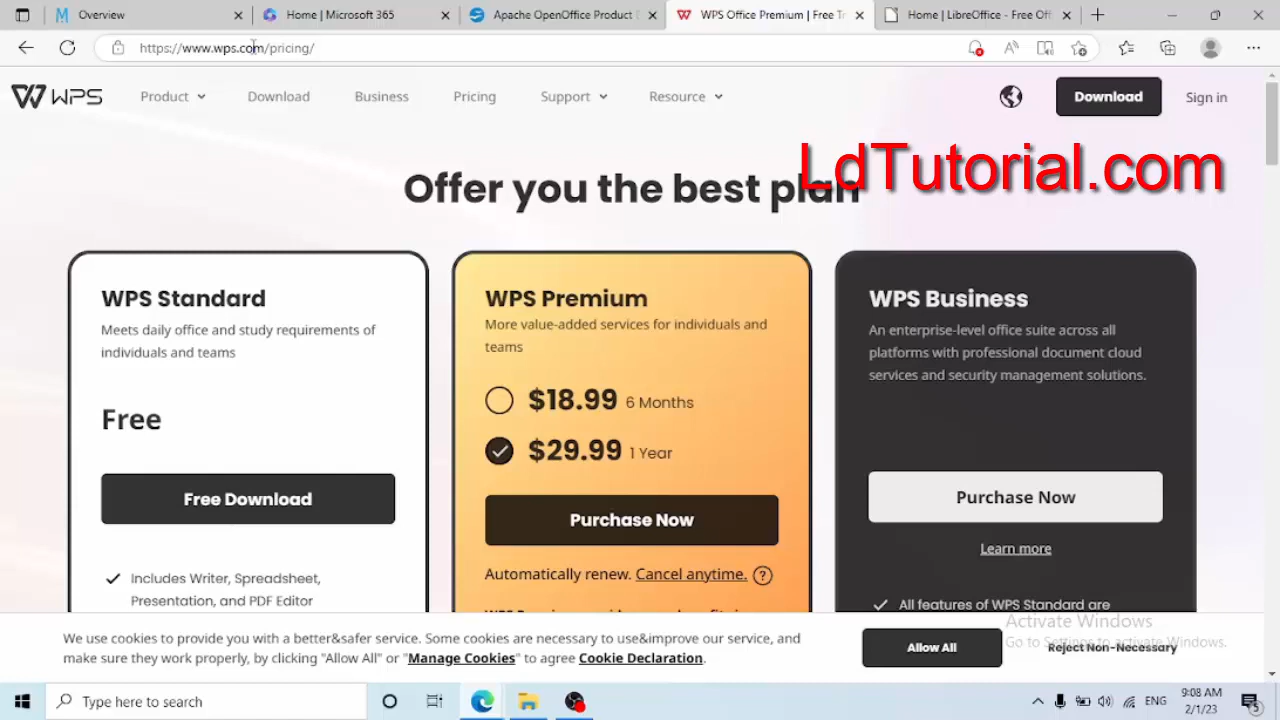 Overview
Home | Microsoft 365
Apache OpenOffice Product D
WPS Office Premium | Free Tr
Home | LibreOffice - Free Off
https://www.wps.com/pricing/
WPS
Product
Download
Business
Pricing
Support
Resource
Download
Sign in
LdTutorial.com
Offer you the best plan
WPS Standard
Meets daily office and study requirements of
individuals and teams
Free
Free Download
Includes Writer, Spreadsheet,
Presentation, and PDF Editor
WPS Premium
More value-added services for individuals and
teams
$18.99 6 Months
$29.99 1 Year
Purchase Now
Automatically renew. Cancel anytime. ?
WPS Business
An enterprise-level office suite across all
platforms with professional document cloud
services and security management solutions.
Purchase Now
Learn more
All features of WPS Standard are
Activate Windows
Go to Settings to activate Windows.
We use cookies to provide you with a better&safer service. Some cookies are necessary to use&improve our service, and
make sure they work properly, by clicking "Allow All" or "Manage Cookies" to agree Cookie Declaration.
Allow All
Reject Non-Necessary
Type here to search
ENG
9:08 AM
2/1/23
5